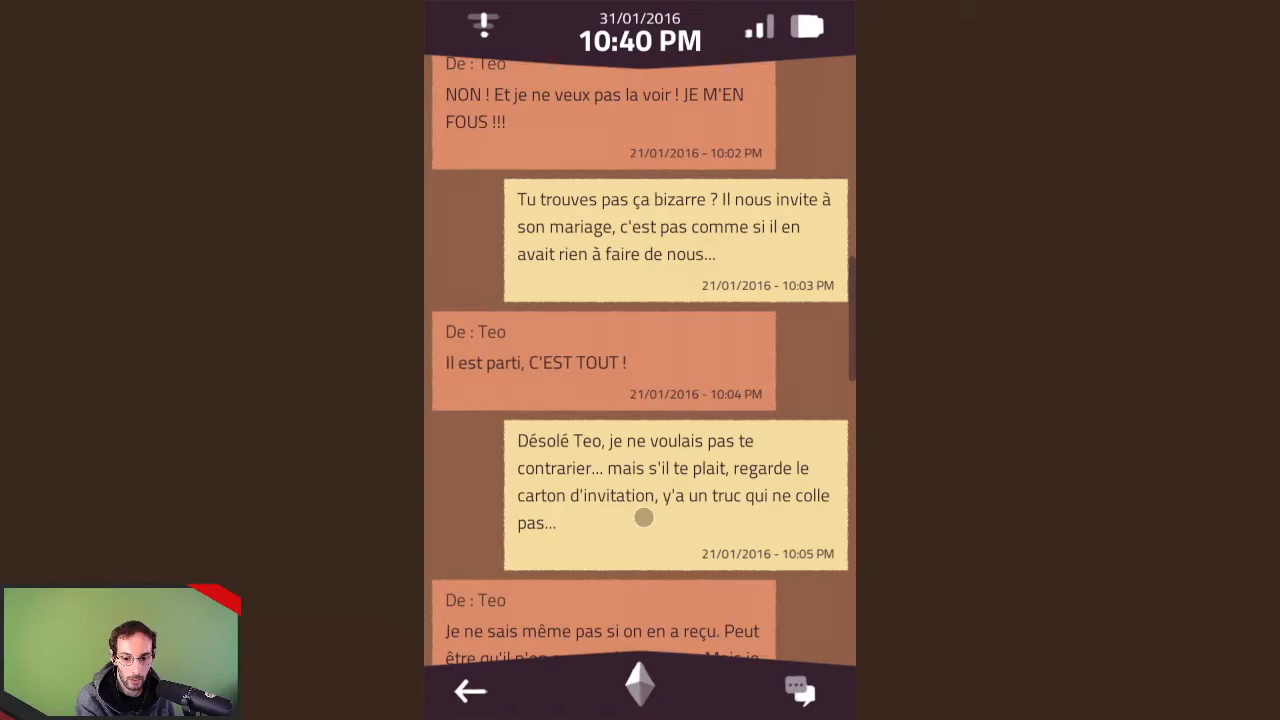 31/01/2016
10:40 PM
De : Teo
NON ! Et je ne veux pas la voir ! JE M'EN
FOUS !!!
21/01/2016 - 10:02 PM
Tu trouves pas ça bizarre ? Il nous invite à
son mariage, c'est pas comme si il en
avait rien à faire de nous...
21/01/2016 - 10:03 PM
De : Teo
Il est parti, C'EST TOUT !
21/01/2016 - 10:04 PM
Désolé Teo, je ne voulais pas te
contrarier... mais s'il te plait, regarde le
carton d'invitation, y'a un truc qui ne colle
pas...
21/01/2016 - 10:05 PM
De : Teo
Je ne sais même pas si on en a reçu. Peut
être qu'il